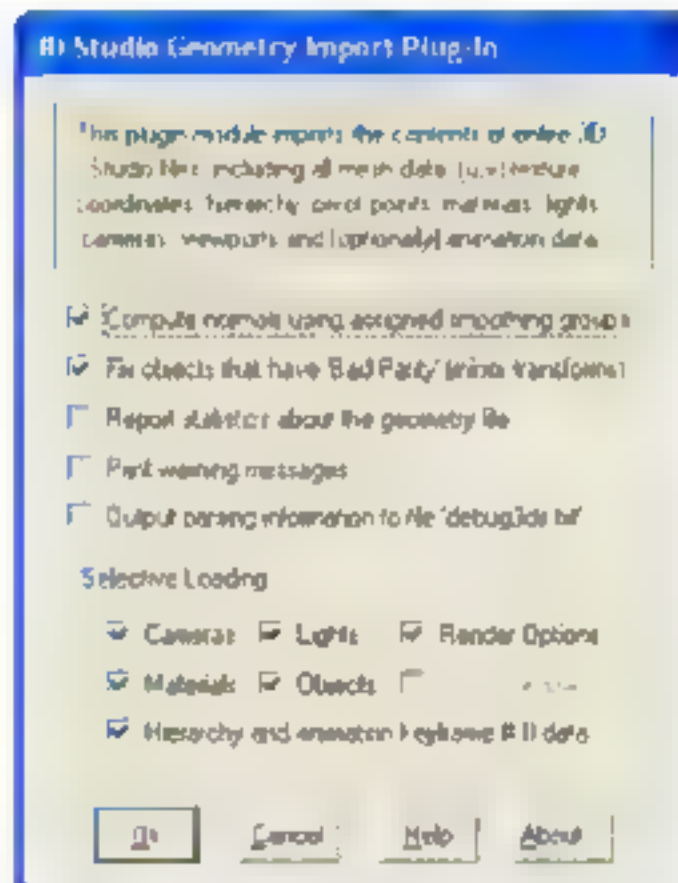 3D Studio Geometry Import Plug-In
This plugin module imports the contents of entire 3D
Studio files, including all mesh data, (u,v) texture
coordinates, hierarchy, pivot points, materials, lights,
cameras, viewports and (optionally) animation data.
Compute normals using assigned smoothing groups
Fix objects that have 'Bad Parity' (mirror transforms)
Report statistics about the geometry file
Print warning messages
Output parsing information to file 'debug3ds.txt'
Selective Loading
Cameras Lights Render Options
Materials Objects
Hierarchy and animation keyframe data
Ok Cancel Help About